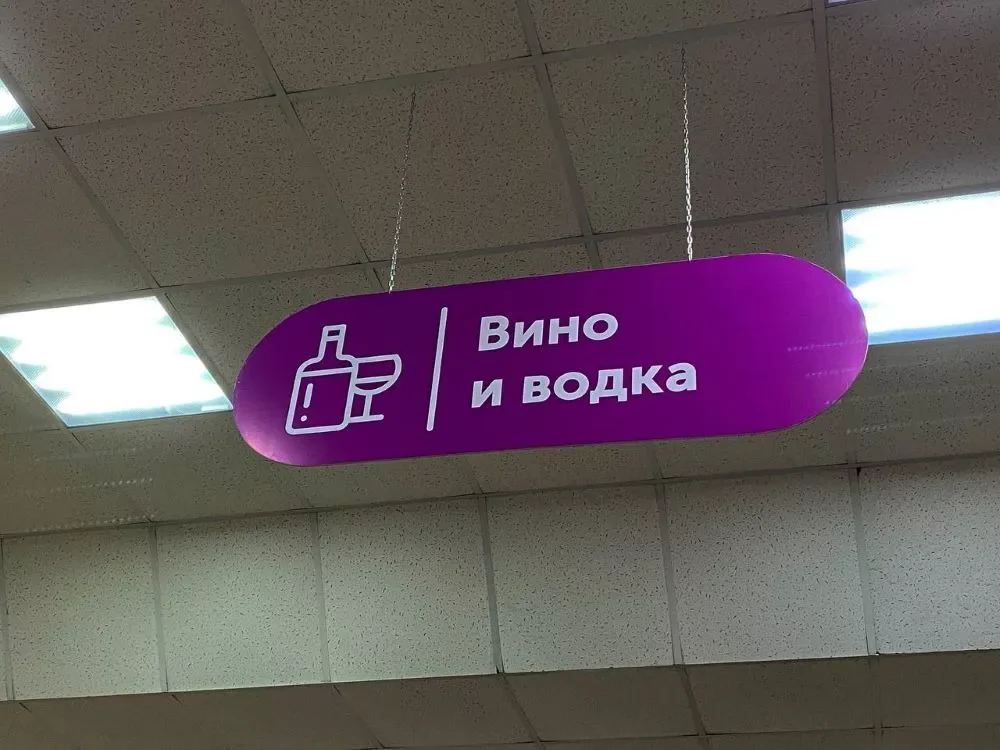 Вино
и водка